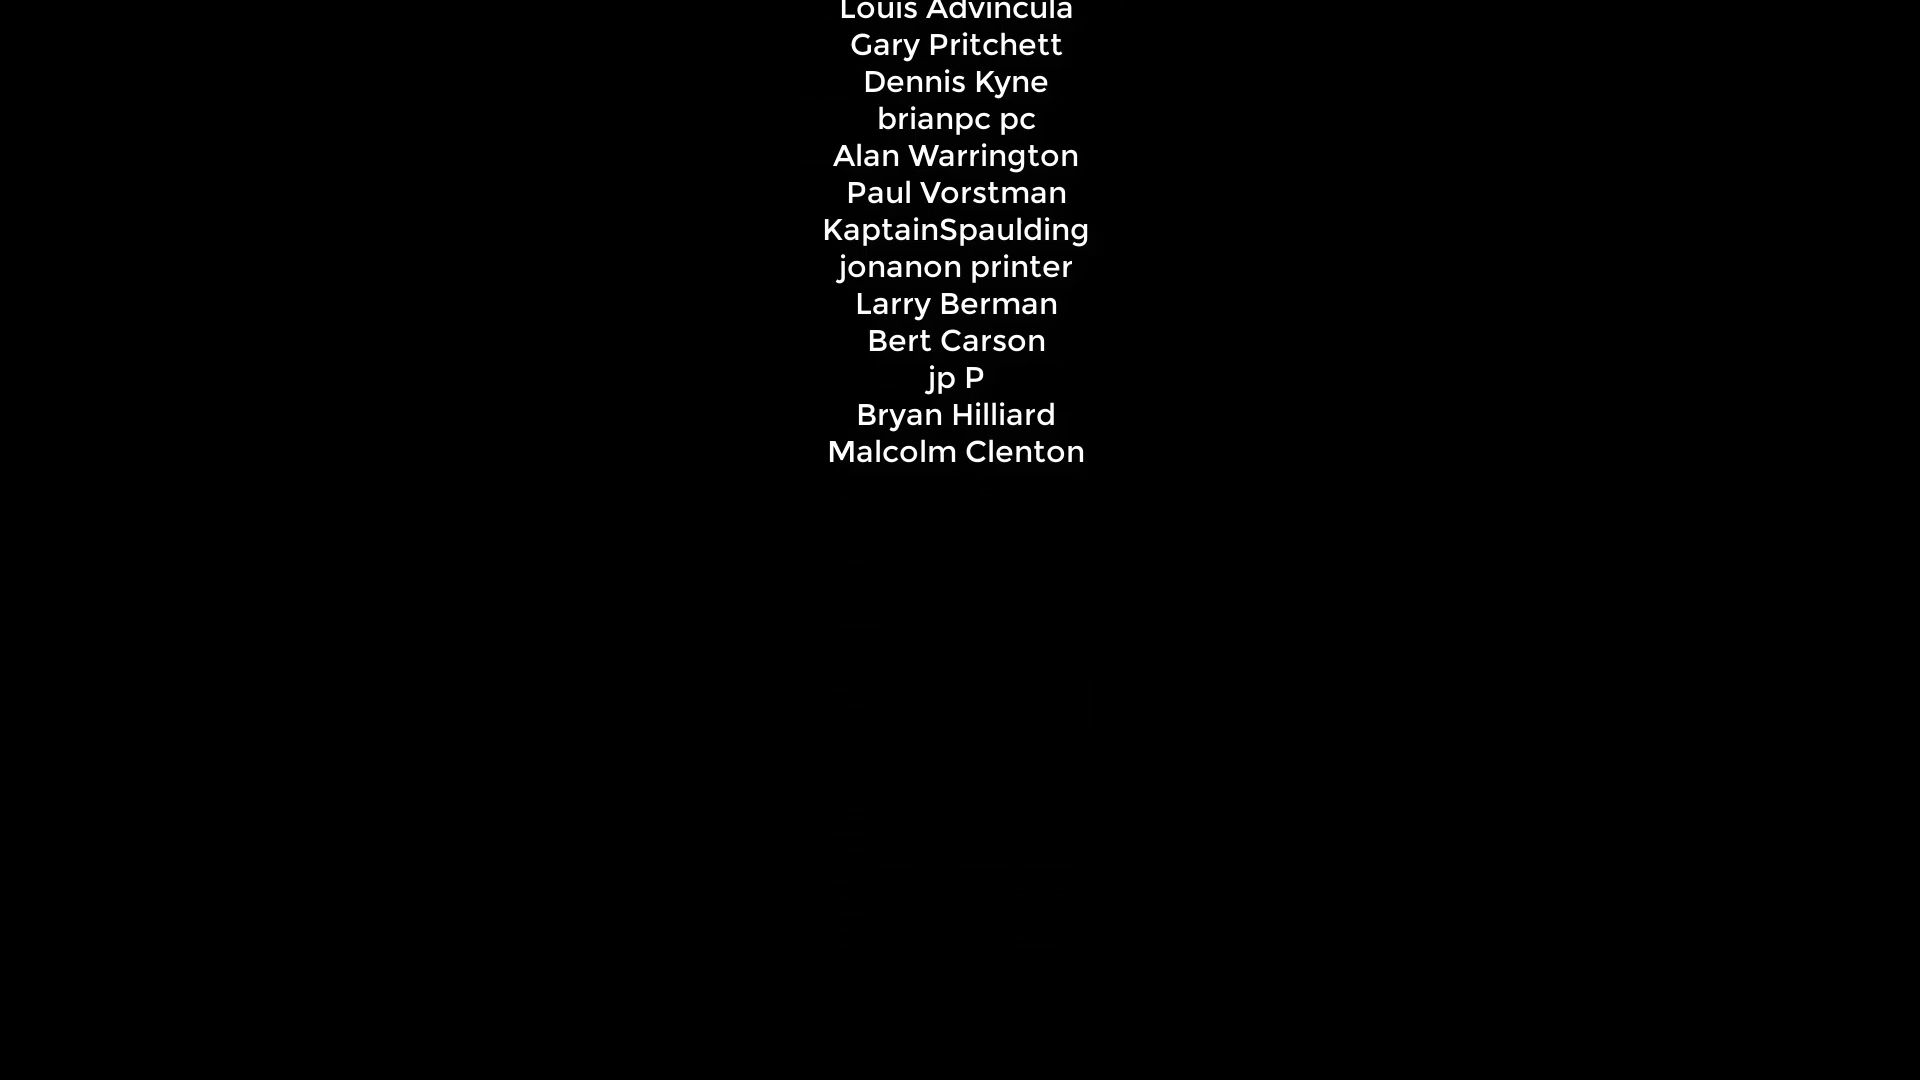 Louis Advincula
Gary Pritchett
Dennis Kyne
brianpc pc
Alan Warrington
Paul Vorstman
KaptainSpaulding
jonanon printer
Larry Berman
Bert Carson
jp P
Bryan Hilliard
Malcolm Clenton